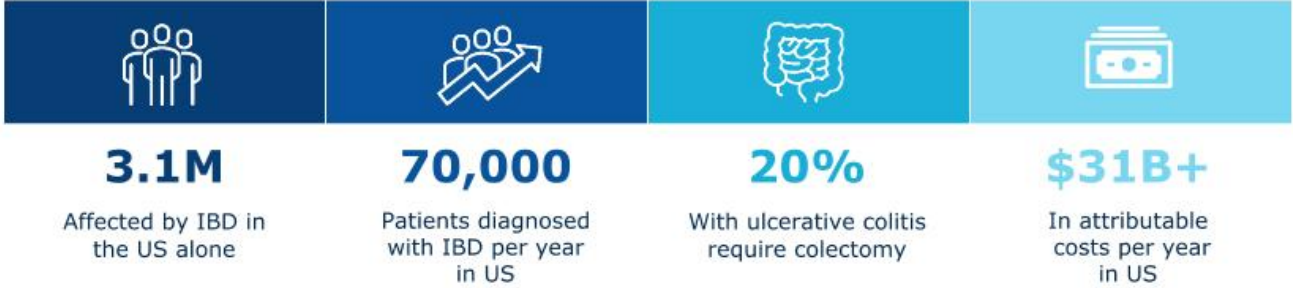 3.1M
Affected by IBD in
the US alone
70,000
Patients diagnosed
with IBD per year
in US
20%
With ulcerative colitis
require colectomy
$31B+
In attributable
costs per year
in US